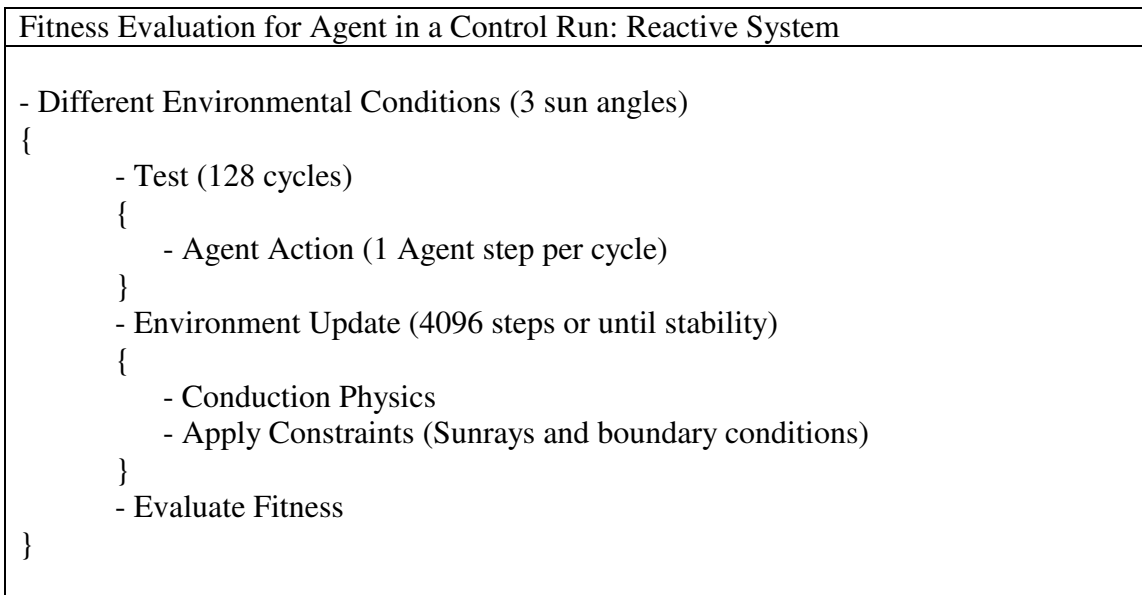 Fitness Evaluation for Agent in a Control Run: Reactive System
- Different Environmental Conditions (3 sun angles)
{
- Test (128 cycles)
{
- Agent Action (1 Agent step per cycle)
}
- Environment Update (4096 steps or until stability)
{
- Conduction Physics
- Apply Constraints (Sunrays and boundary conditions)
}
- Evaluate Fitness
}